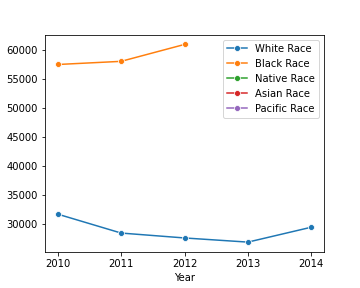 60000
55000
50000
45000
40000
35000
30000
White Race
Black Race
Native Race
Asian Race
Pacific Race
2010 2011 2012 2013 2014
Year